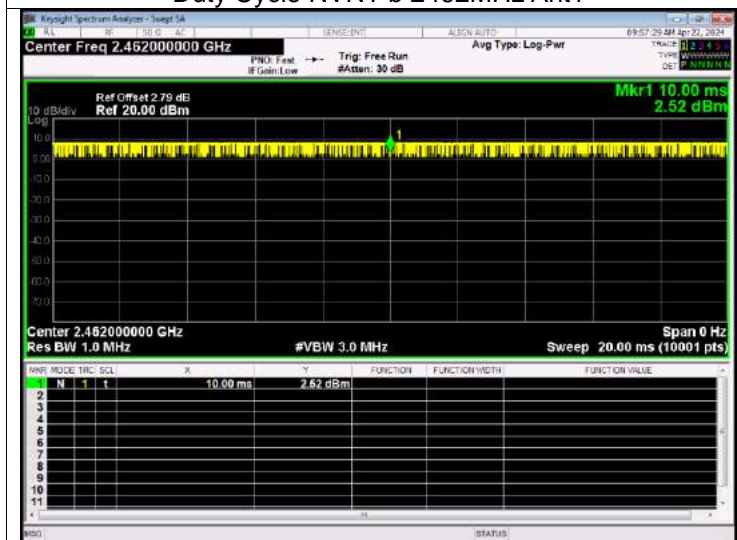 Duty Cycle NVNT b 2462MHz Ant1
Keysight Spectrum Analyzer - Swept SA
RL RF 50 Ω AC SENSE:INT ALIGN AUTO 09:57:29 AM Apr 22, 2024
Center Freq 2.462000000 GHz
PNO: Fast
IFGain:Low
Trig: Free Run
#Atten: 30 dB
Avg Type: Log-Pwr
TRACE 1 2 3 4 5 6
TYPE WWWWWWW
DET P N N N N N
Ref Offset 2.79 dB
Ref 20.00 dBm
10 dB/div
Log
Mkr1 10.00 ms
2.52 dBm
1
10.0
0.00
-10.0
-20.0
-30.0
-40.0
-50.0
-60.0
-70.0
Center 2.462000000 GHz
Span 0 Hz
Res BW 1.0 MHz
#VBW 3.0 MHz
Sweep 20.00 ms (10001 pts)
MKR MODE TRC SCL X Y FUNCTION FUNCTION WIDTH FUNCTION VALUE
1 N 1 t 10.00 ms 2.52 dBm
2
3
4
5
6
7
8
9
10
11
MSG STATUS